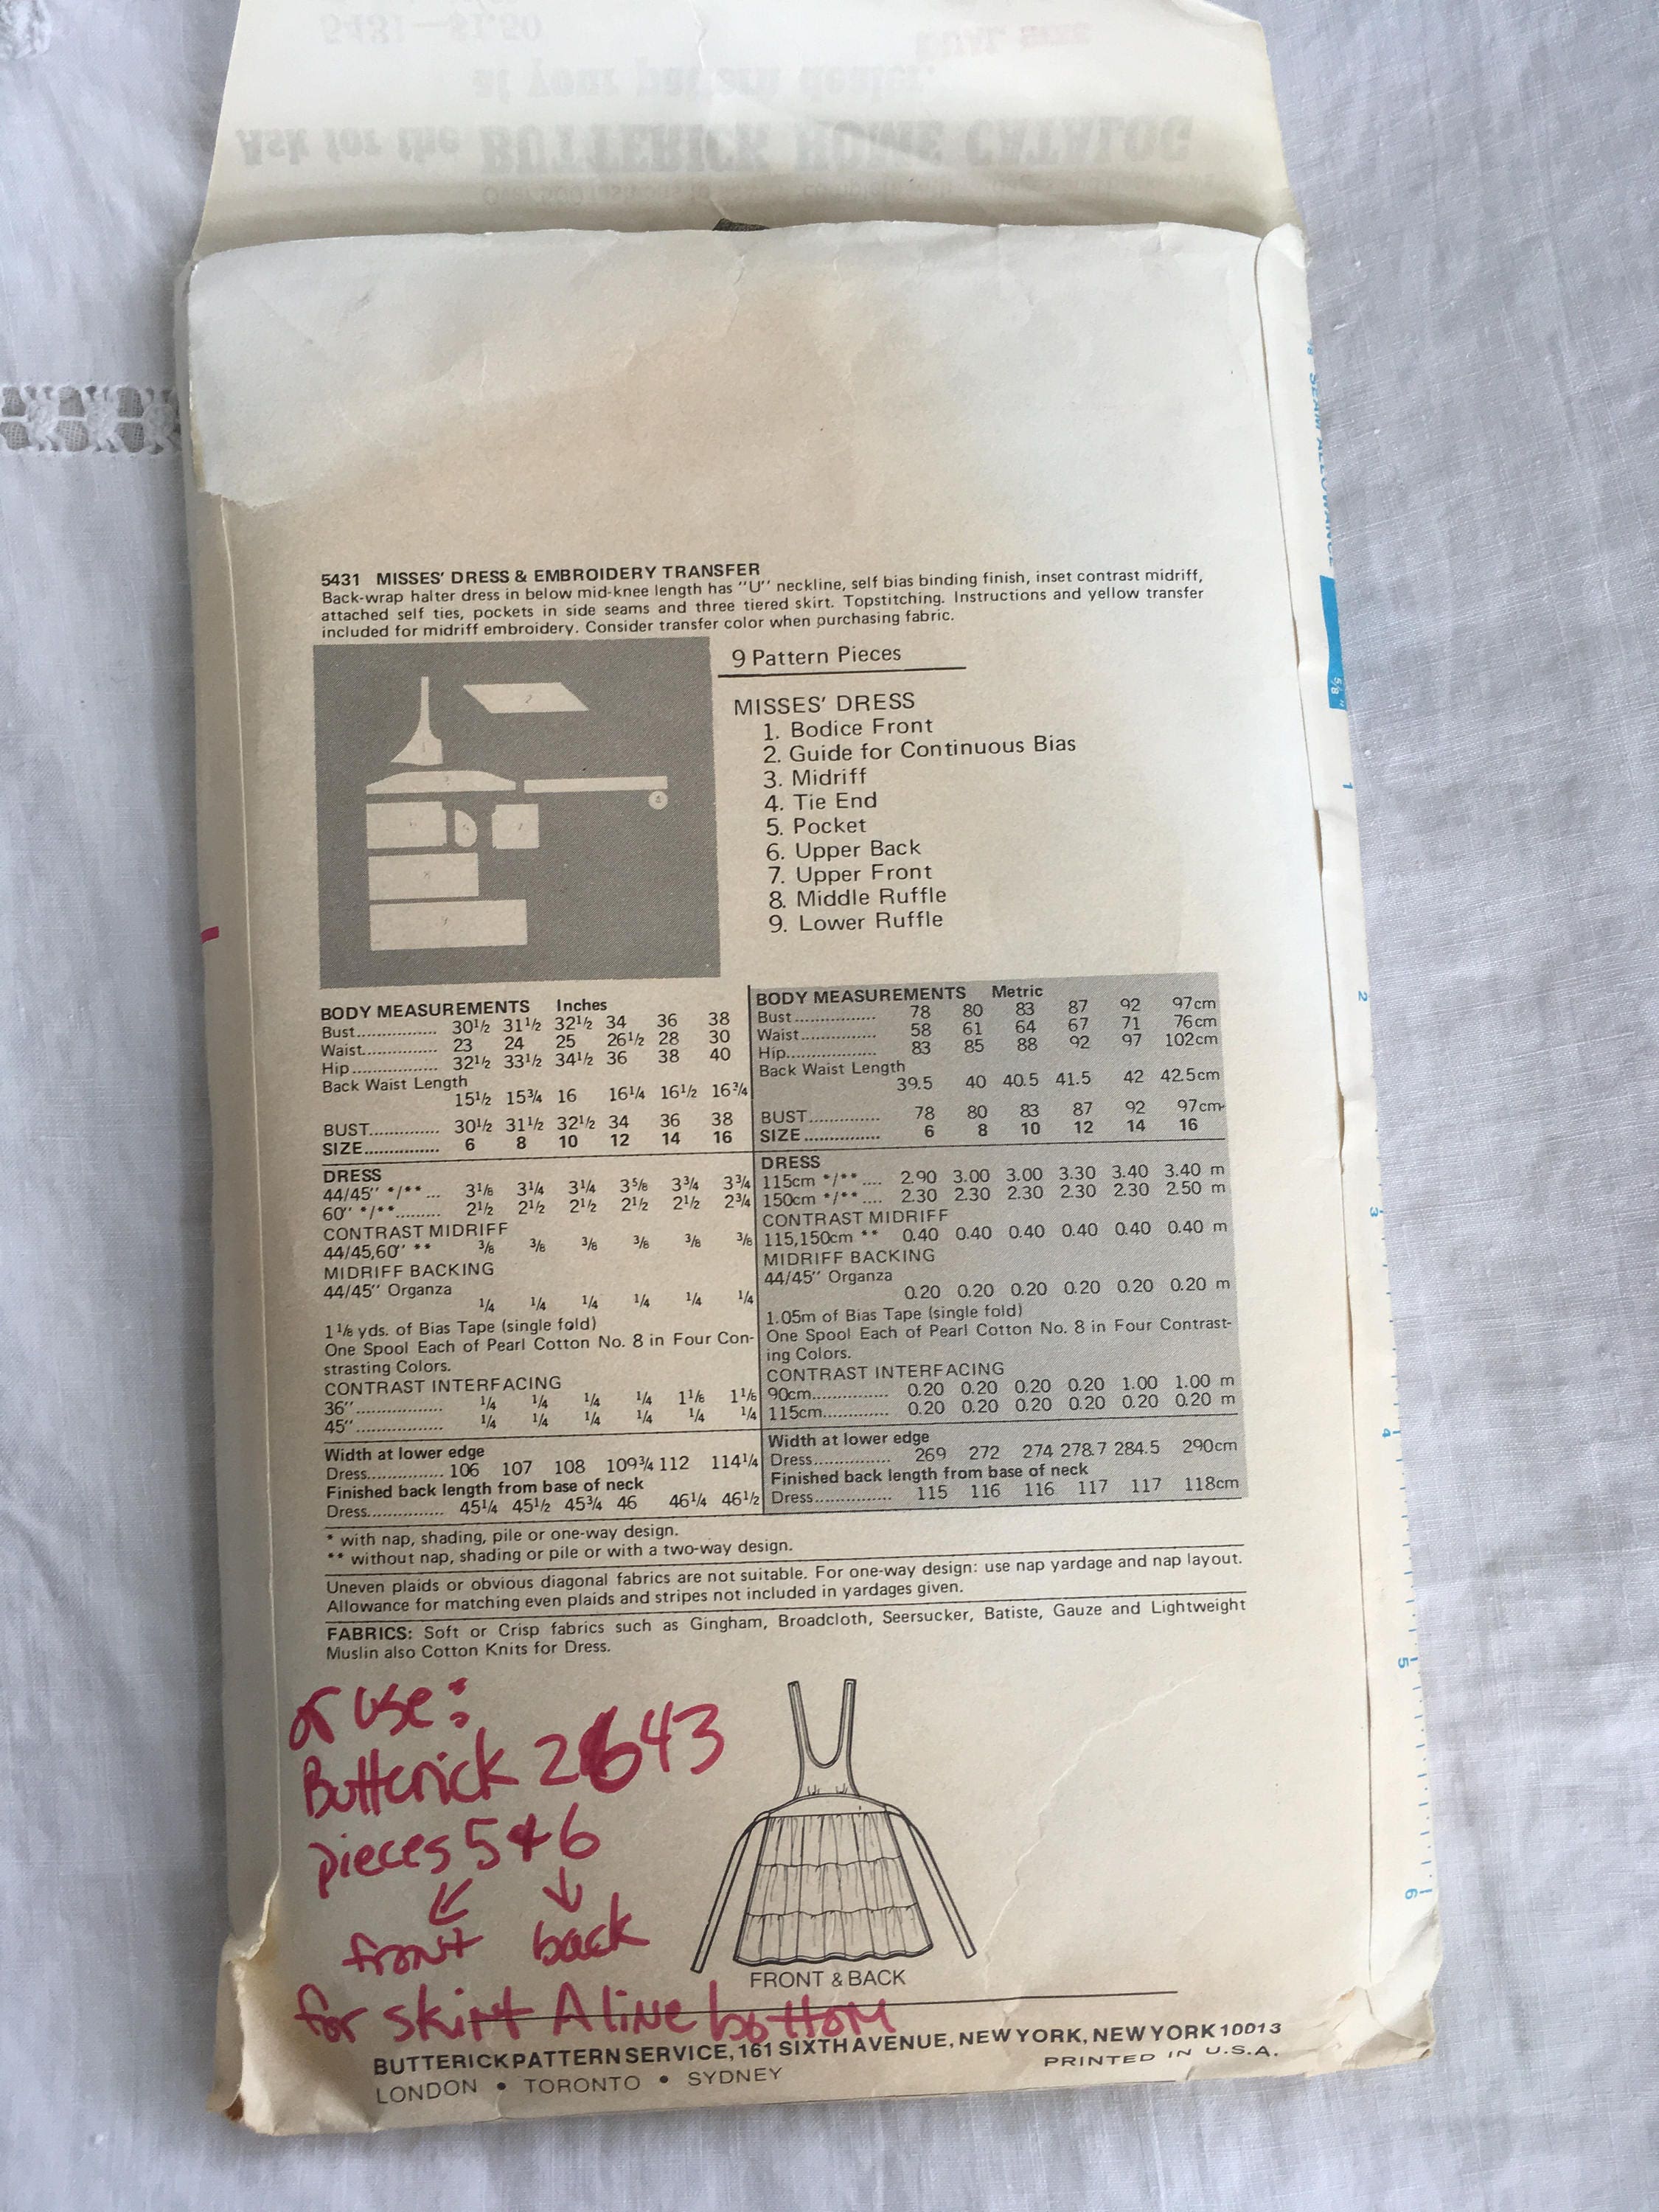 5431—$1.50
DUAL SIZE
at your pattern dealer.
Ask for the BUTTERICK HOME CATALOG
5431 MISSES' DRESS & EMBROIDERY TRANSFER
Back-wrap halter dress in below mid-knee length has "U" neckline, self bias binding finish, inset contrast midriff,
attached self ties, pockets in side seams and three tiered skirt. Topstitching. Instructions and yellow transfer
included for midriff embroidery. Consider transfer color when purchasing fabric.
9 Pattern Pieces
MISSES' DRESS
1. Bodice Front
2. Guide for Continuous Bias
3. Midriff
4. Tie End
5. Pocket
6. Upper Back
7. Upper Front
8. Middle Ruffle
9. Lower Ruffle
BODY MEASUREMENTS Inches
Bust................ 30½ 31½ 32½ 34 36 38
Waist............... 23 24 25 26½ 28 30
Hip.................. 32½ 33½ 34½ 36 38 40
Back Waist Length
15½ 15¾ 16 16¼ 16½ 16¾
BUST.............. 30½ 31½ 32½ 34 36 38
SIZE................ 6 8 10 12 14 16
DRESS
44/45" */** ... 3⅛ 3¼ 3¼ 3⅝ 3¾ 3¾
60" */**......... 2½ 2½ 2½ 2½ 2½ 2¾
CONTRAST MIDRIFF
44/45,60" ** ⅜ ⅜ ⅜ ⅜ ⅜ ⅜
MIDRIFF BACKING
44/45" Organza
¼ ¼ ¼ ¼ ¼ ¼
1⅛ yds. of Bias Tape (single fold)
One Spool Each of Pearl Cotton No. 8 in Four Con-
strasting Colors.
CONTRAST INTERFACING
36".................. ¼ ¼ ¼ ¼ 1⅛ 1⅛
45".................. ¼ ¼ ¼ ¼ ¼ ¼
Width at lower edge
Dress............... 106 107 108 109¾ 112 114¼
Finished back length from base of neck
Dress............... 45¼ 45½ 45¾ 46 46¼ 46½
BODY MEASUREMENTS Metric
Bust................ 78 80 83 87 92 97cm
Waist............... 58 61 64 67 71 76cm
Hip.................. 83 85 88 92 97 102cm
Back Waist Length
39.5 40 40.5 41.5 42 42.5cm
BUST.............. 78 80 83 87 92 97cm
SIZE................ 6 8 10 12 14 16
DRESS
115cm */** .... 2.90 3.00 3.00 3.30 3.40 3.40 m
150cm */** .... 2.30 2.30 2.30 2.30 2.30 2.50 m
CONTRAST MIDRIFF
115,150cm ** 0.40 0.40 0.40 0.40 0.40 0.40 m
MIDRIFF BACKING
44/45" Organza
0.20 0.20 0.20 0.20 0.20 0.20 m
1.05m of Bias Tape (single fold)
One Spool Each of Pearl Cotton No. 8 in Four Contrast-
ing Colors.
CONTRAST INTERFACING
90cm............... 0.20 0.20 0.20 0.20 1.00 1.00 m
115cm............. 0.20 0.20 0.20 0.20 0.20 0.20 m
Width at lower edge
Dress............... 269 272 274 278.7 284.5 290cm
Finished back length from base of neck
Dress............... 115 116 116 117 117 118cm
* with nap, shading, pile or one-way design.
** without nap, shading or pile or with a two-way design.
Uneven plaids or obvious diagonal fabrics are not suitable. For one-way design: use nap yardage and nap layout.
Allowance for matching even plaids and stripes not included in yardages given.
FABRICS: Soft or Crisp fabrics such as Gingham, Broadcloth, Seersucker, Batiste, Gauze and Lightweight
Muslin also Cotton Knits for Dress.
or use:
Butterick 2643
pieces 5 & 6
front back
for skirt A line bottom
FRONT & BACK
BUTTERICK PATTERN SERVICE, 161 SIXTH AVENUE, NEW YORK, NEW YORK 10013
LONDON • TORONTO • SYDNEY
PRINTED IN U.S.A.
SEAM ALLOWANCE
5/8"
1
2
3
4
5
6